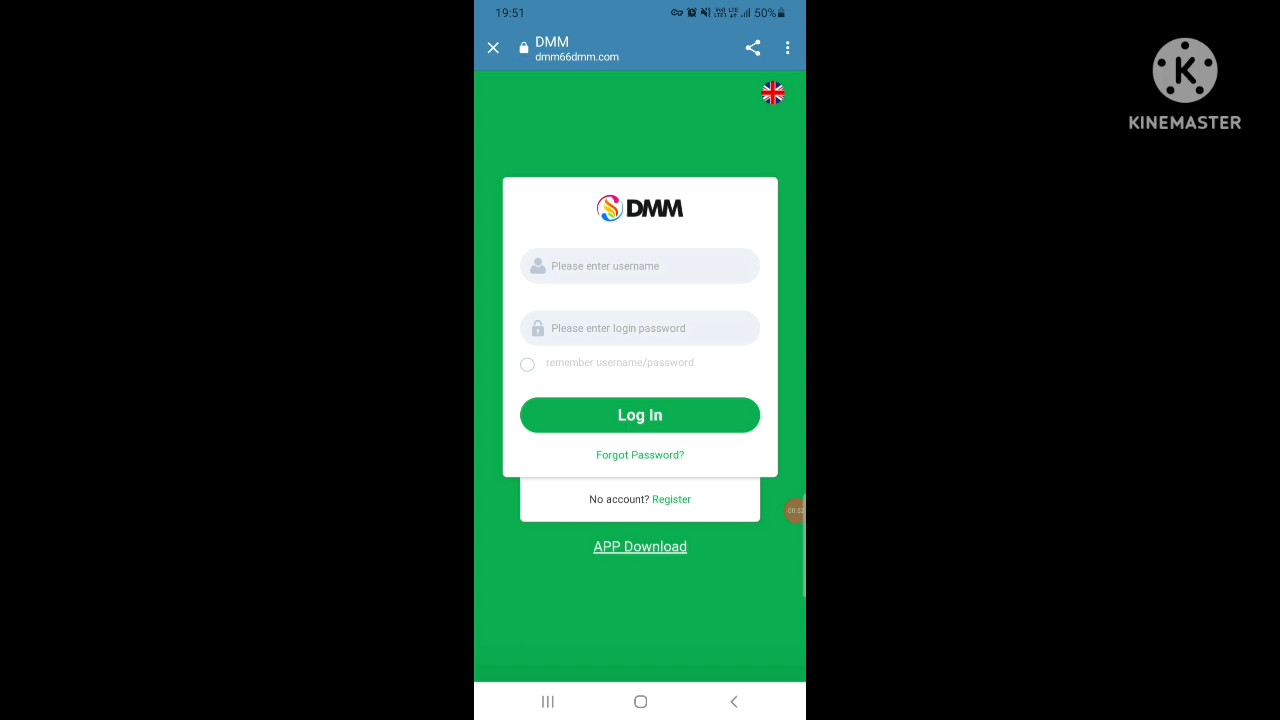 19:51
50%
DMM
dmm66dmm.com
KINEMASTER
DMM
Please enter username
Please enter login password
remember username/password
Log In
Forgot Password?
No account? Register
APP Download